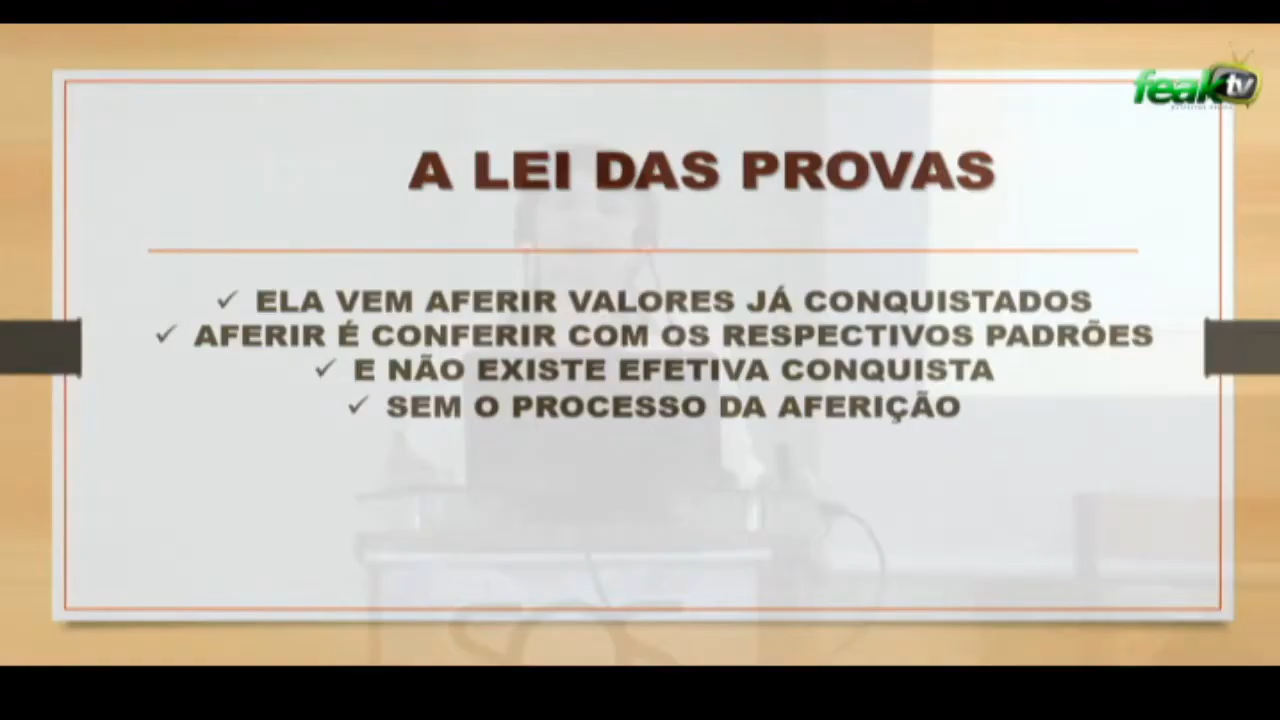 feak tv
A LEI DAS PROVAS
✓ ELA VEM AFERIR VALORES JÁ CONQUISTADOS
✓ AFERIR É CONFERIR COM OS RESPECTIVOS PADRÕES
✓ E NÃO EXISTE EFETIVA CONQUISTA
✓ SEM O PROCESSO DA AFERIÇÃO